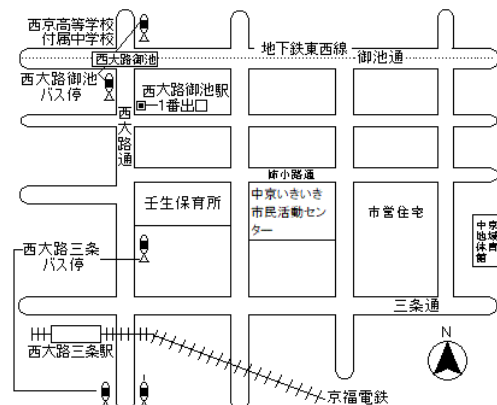 西京高等学校
付属中学校
西大路御池
地下鉄東西線
御池通
西大路御池
バス停
西大路御池駅
1番出口
西大路通
姉小路通
壬生保育所
中京いきいき
市民活動セン
ター
市営住宅
中京地域体育館
西大路三条
バス停
三条通
西大路三条駅
N
京福電鉄